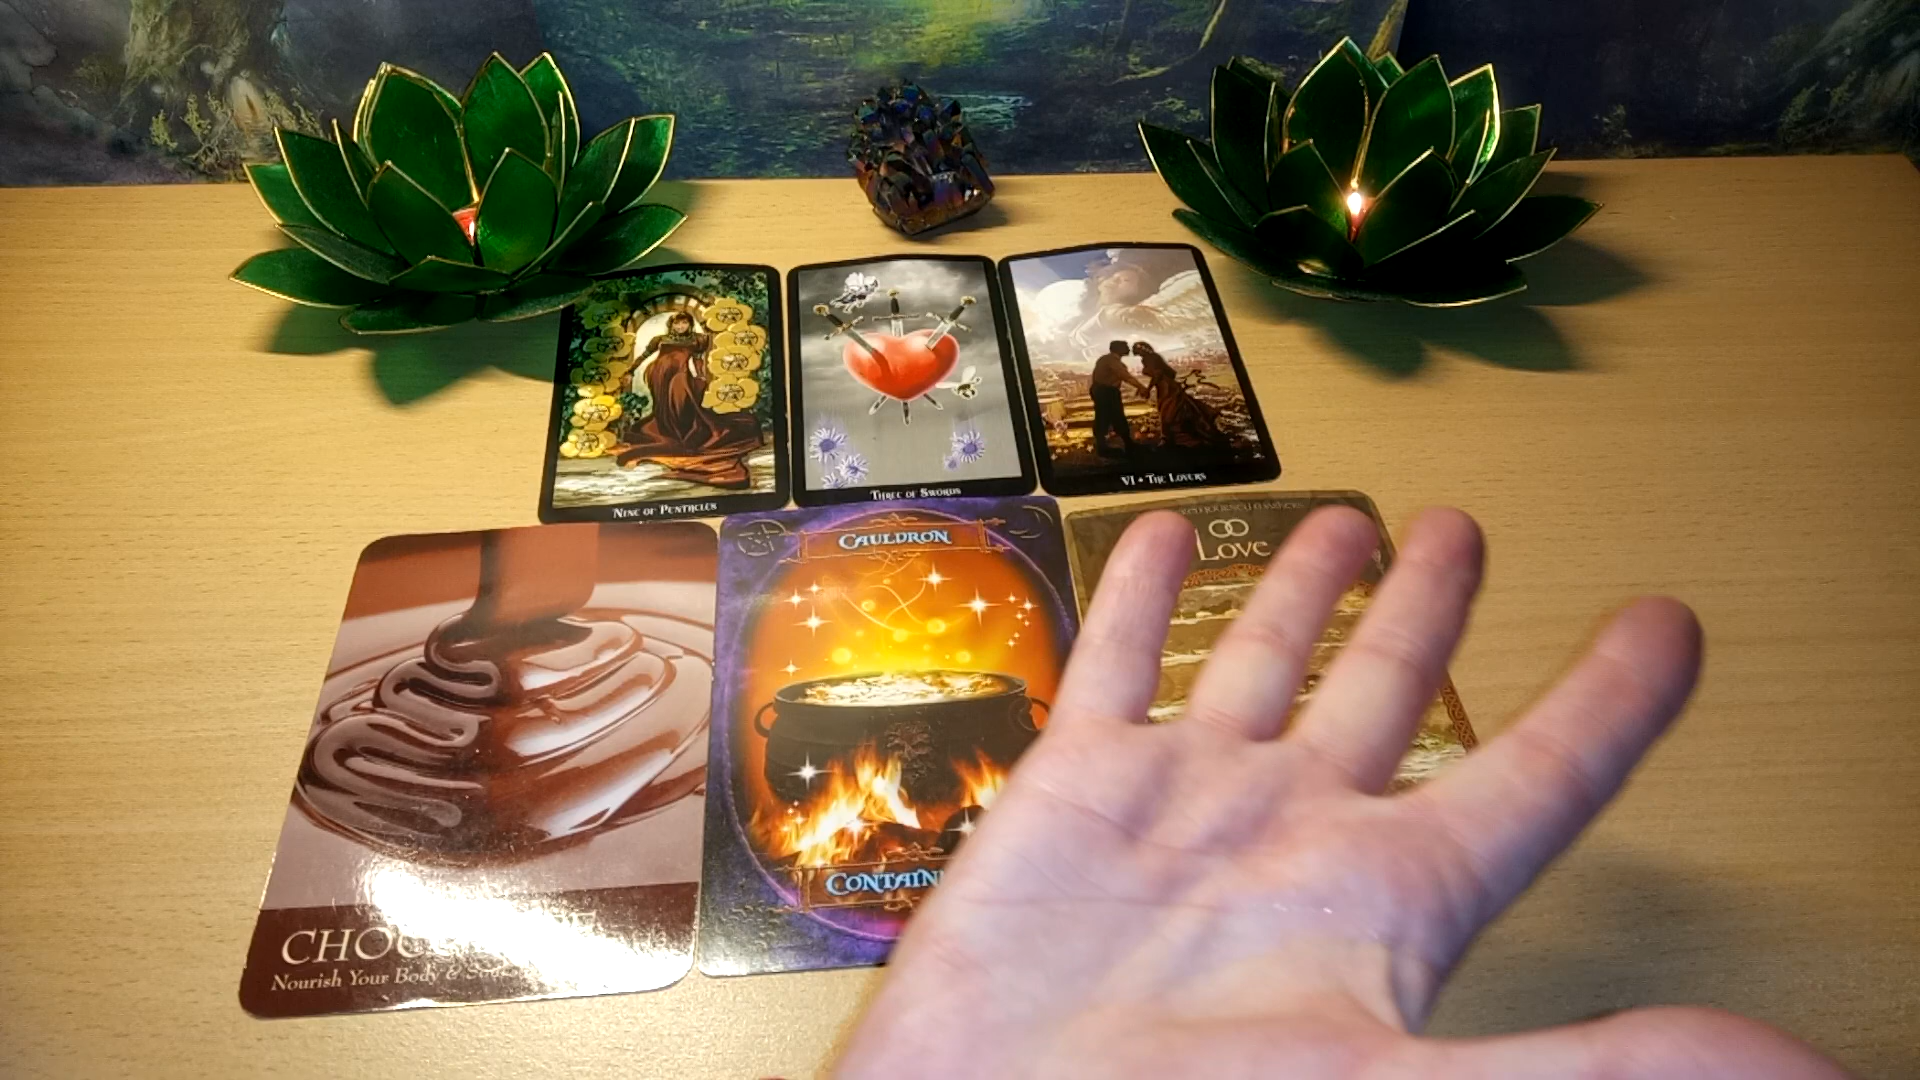 Nine of Pentacles
Three of Swords
VI • The Lovers
Cauldron
Love
Nourish Your Body &